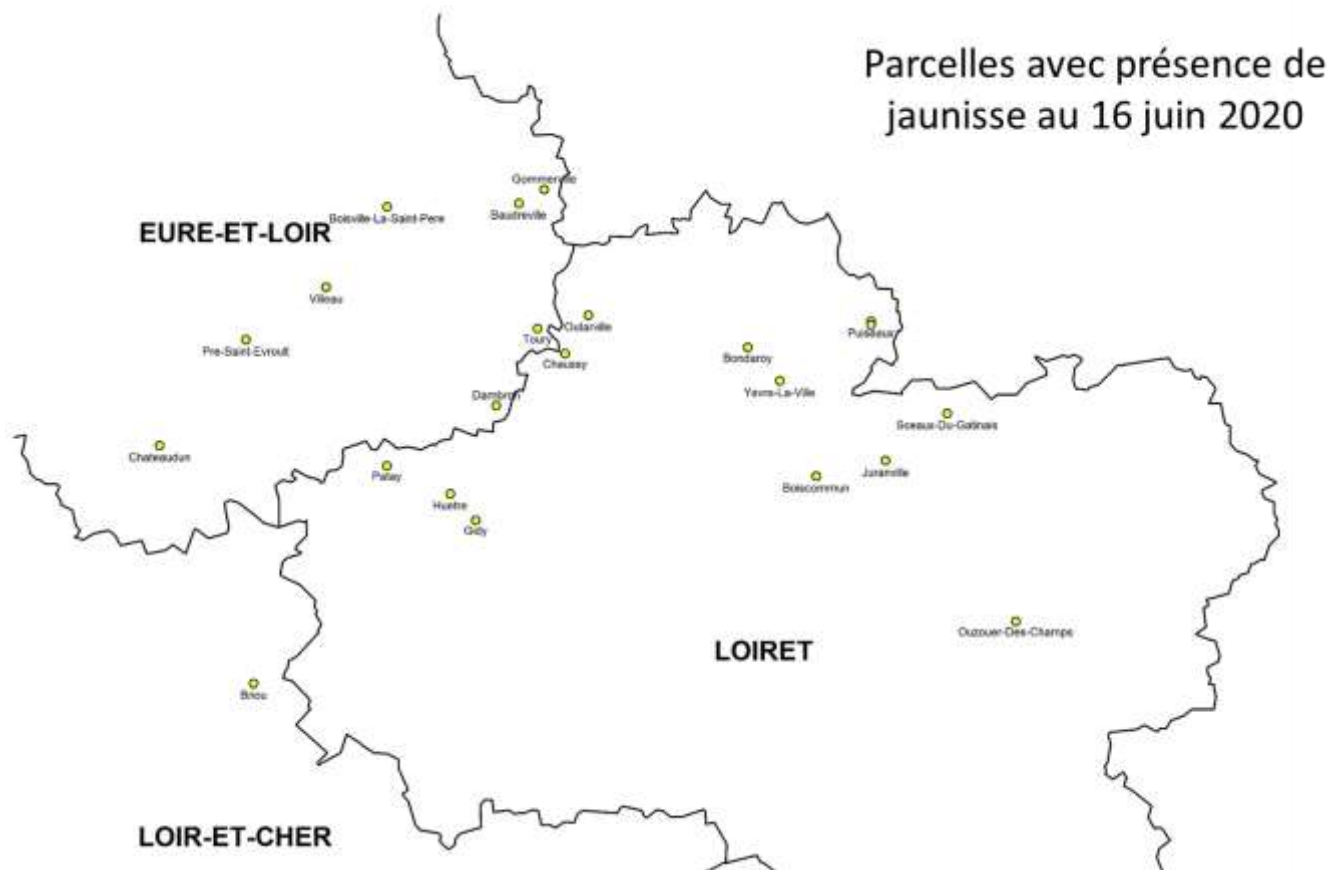 Parcelles avec présence de
jaunisse au 16 juin 2020
Gommerville
Baudreville
Boisville-La-Saint-Pere
EURE-ET-LOIR
Villeau
Outarville
Toury
Puiseaux
Pre-Saint-Evroult
Bondaroy
Chaussy
Yevre-La-Ville
Dambron
Sceaux-Du-Gatinais
Chateaudun
Juranville
Patay
Boiscommun
Huetre
Gidy
Ouzouer-Des-Champs
LOIRET
Briou
LOIR-ET-CHER